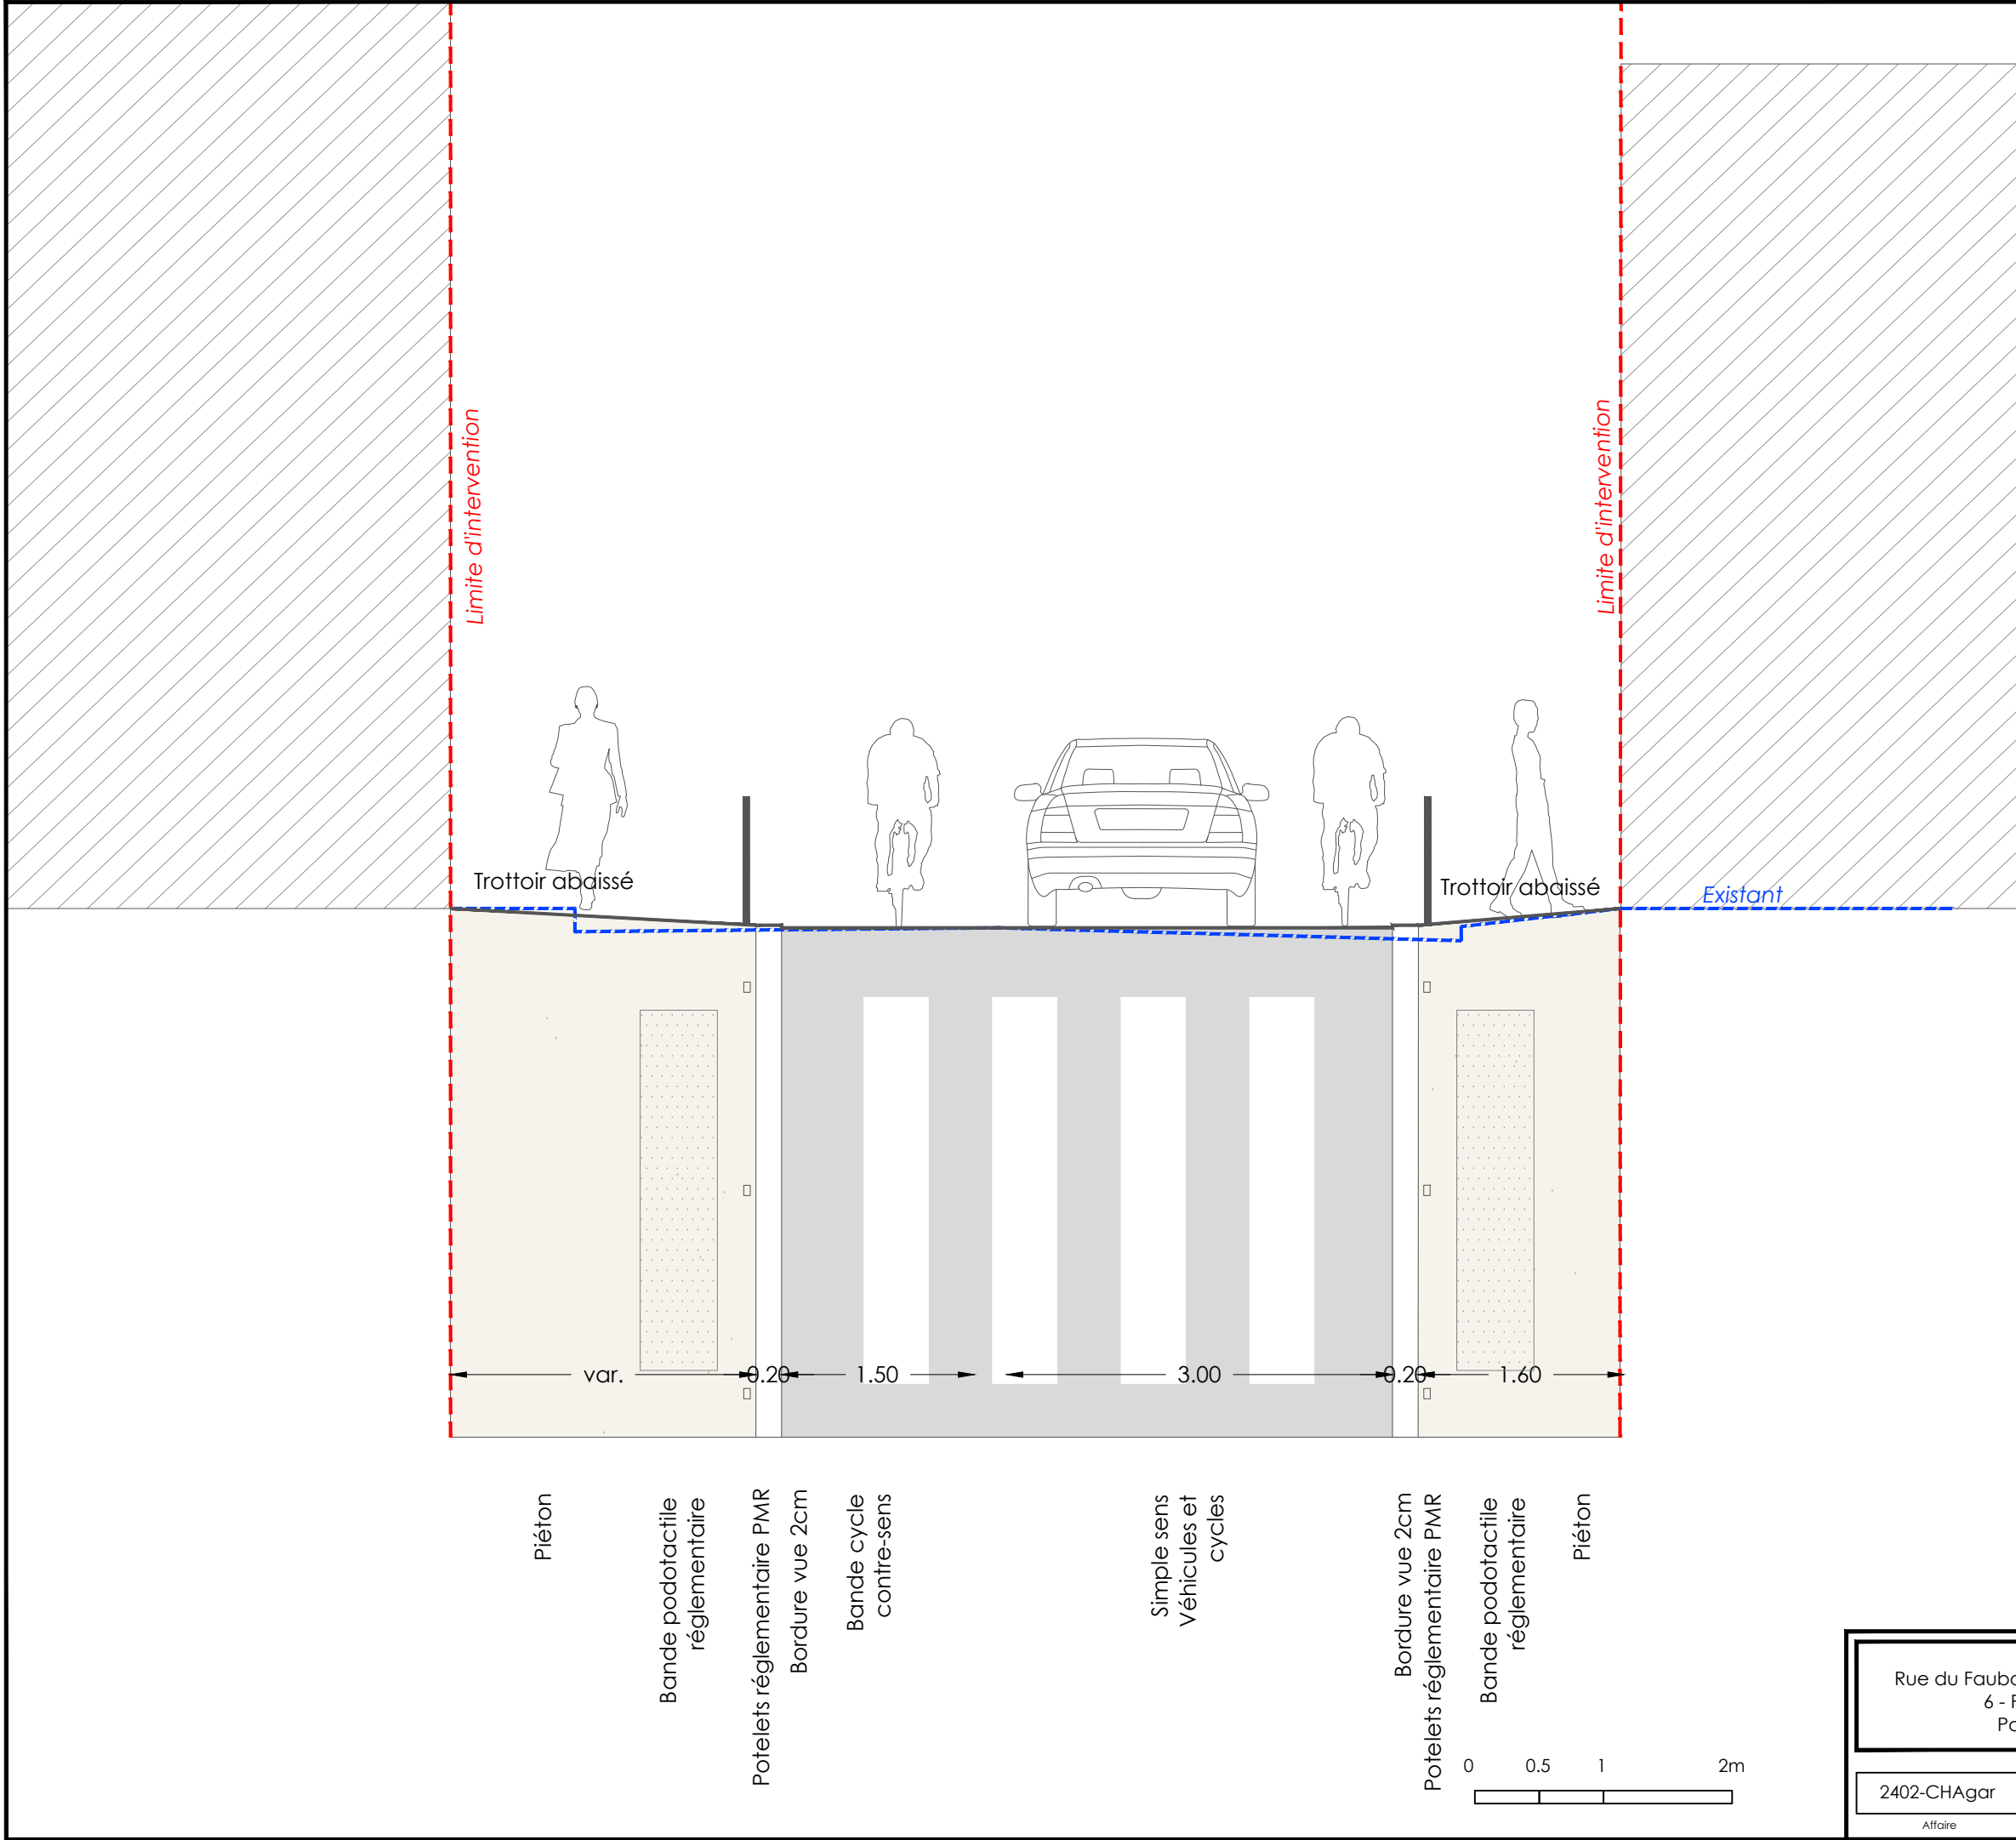 Limite d'intervention
Limite d'intervention
Trottoir abaissé
Trottoir abaissé
Existant
var.
0.20
1.50
3.00
0.20
1.60
Piéton
Bande podotactile
réglementaire
Potelets réglementaire PMR
Bordure vue 2cm
Bande cycle
contre-sens
Simple sens
Véhicules et
cycles
Bordure vue 2cm
Potelets réglementaire PMR
Bande podotactile
réglementaire
Piéton
0 0.5 1 2m
Rue du
6 -
2402-CHAgar
Affaire